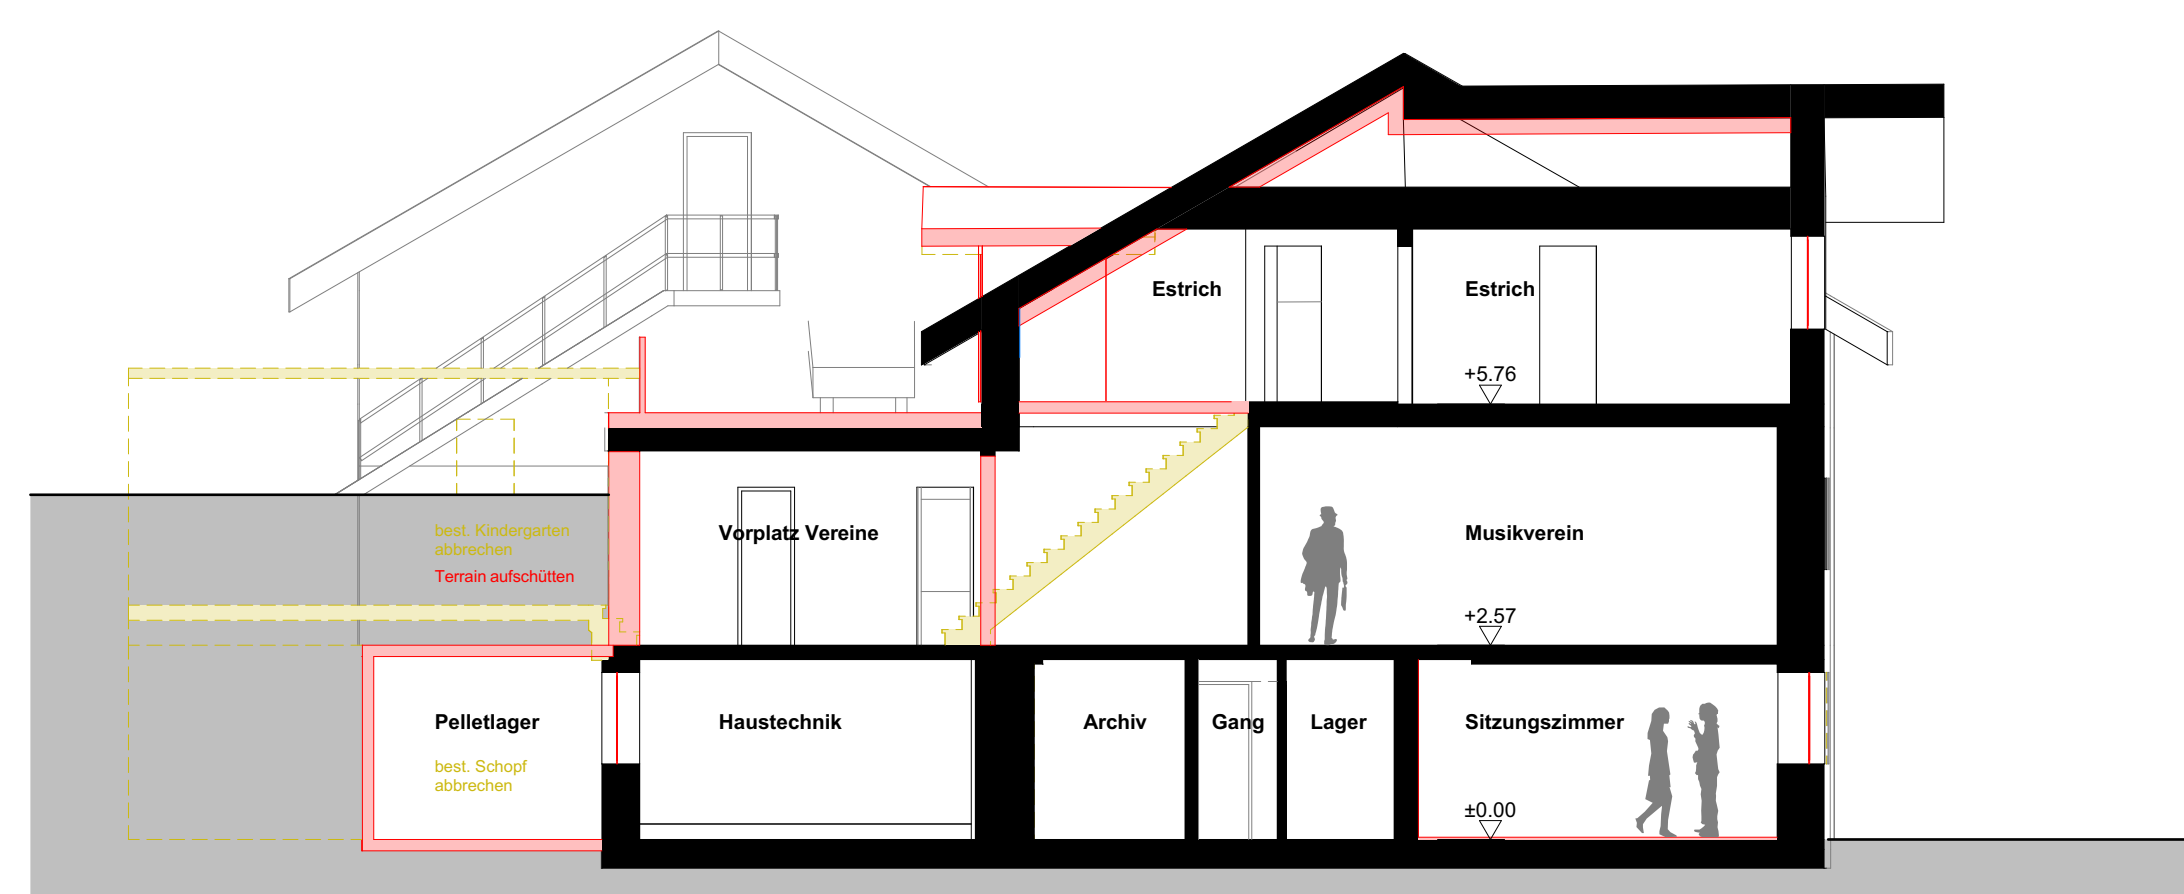 Estrich
Estrich
+5.76
best. Kindergarten
abbrechen
Terrain aufschütten
Vorplatz Vereine
Musikverein
+2.57
Pelletlager
best. Schopf
abbrechen
Haustechnik
Archiv
Gang
Lager
Sitzungszimmer
±0.00